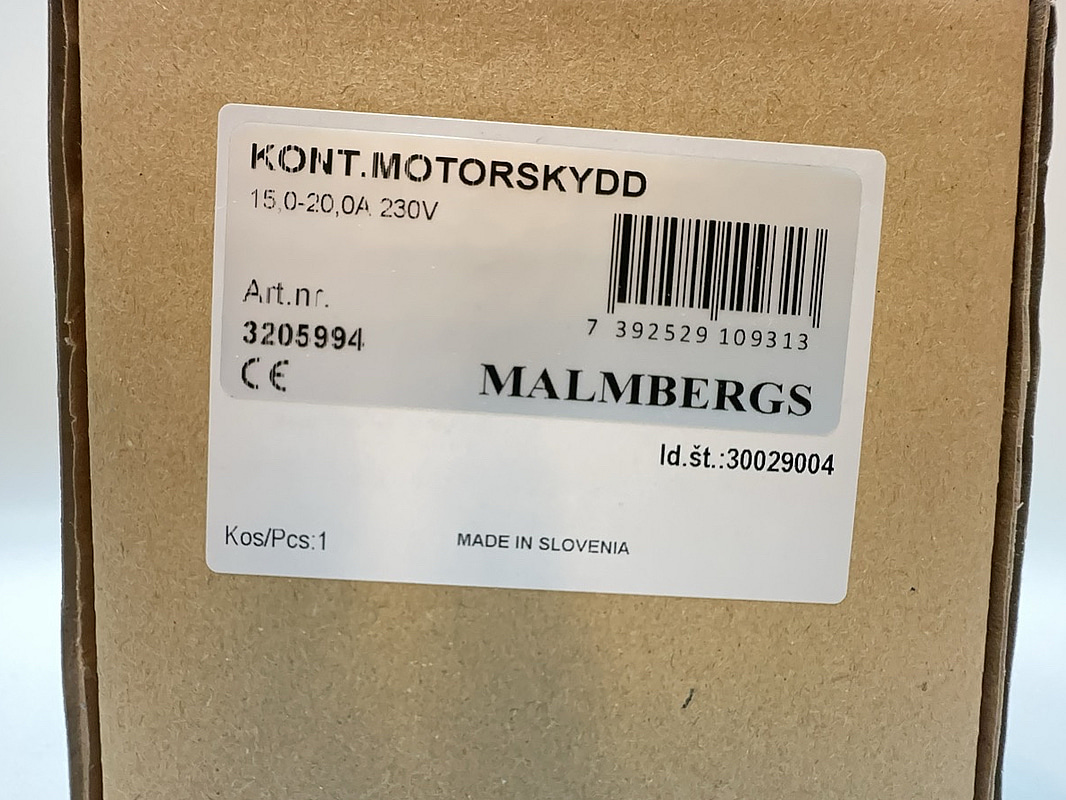 KONT.MOTORSKYDD
15,0-20,0A 230V
Art.nr.
3205994
CE
7 392529 109313
MALMBERGS
Id.št.:30029004
Kos/Pcs:1
MADE IN SLOVENIA